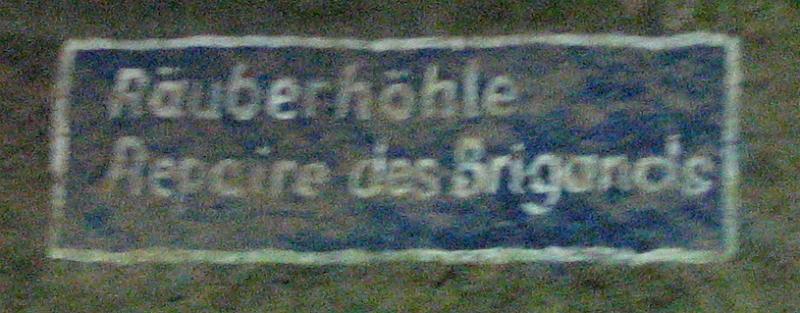 Räuberhöhle
Repaire des Brigands